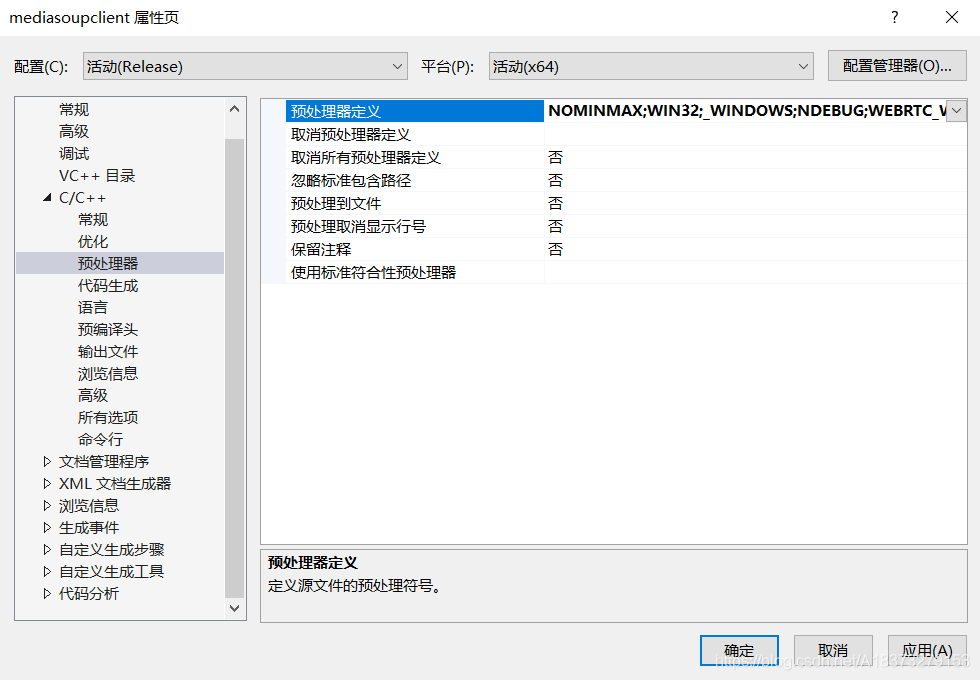 mediasoupclient 属性页
配置(C): 活动(Release) 平台(P): 活动(x64) 配置管理器(O)...
常规
高级
调试
VC++ 目录
C/C++
常规
优化
预处理器
代码生成
语言
预编译头
输出文件
浏览信息
高级
所有选项
命令行
文档管理程序
XML 文档生成器
浏览信息
生成事件
自定义生成步骤
自定义生成工具
代码分析
预处理器定义 NOMINMAX;WIN32;_WINDOWS;NDEBUG;WEBRTC_W
取消预处理器定义
取消所有预处理器定义 否
忽略标准包含路径 否
预处理到文件 否
预处理取消显示行号 否
保留注释 否
使用标准符合性预处理器
预处理器定义
定义源文件的预处理符号。
确定 取消 应用(A)